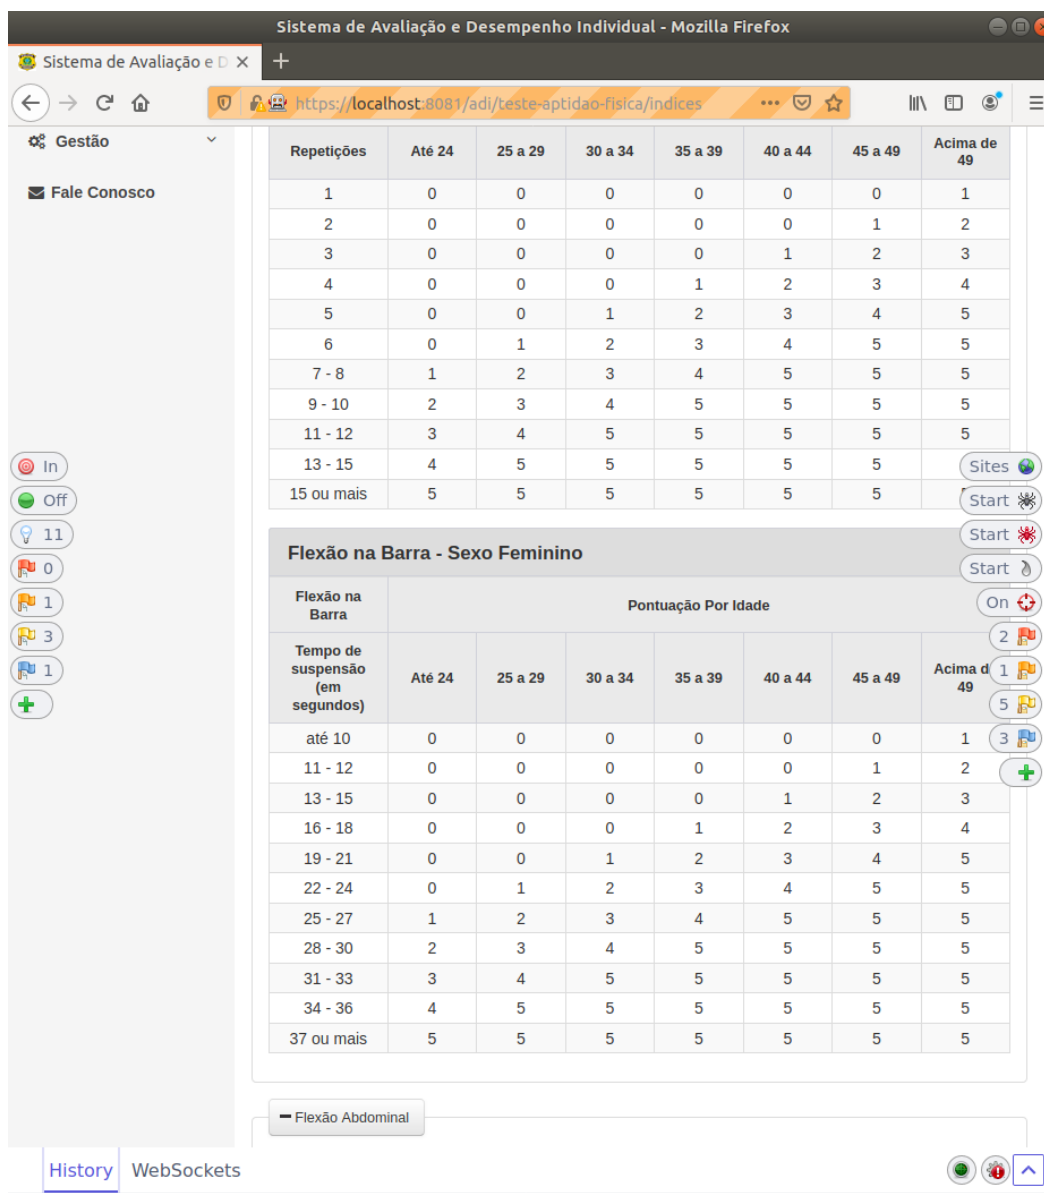 Sistema de Avaliação e Desempenho Individual - Mozilla Firefox
Sistema de Avaliação e D
https://localhost:8081/adi/teste-aptidao-fisica/indices
Gestão
Fale Conosco
Repetições Até 24 25 a 29 30 a 34 35 a 39 40 a 44 45 a 49 Acima de 49
1 0 0 0 0 0 0 1
2 0 0 0 0 0 1 2
3 0 0 0 0 1 2 3
4 0 0 0 1 2 3 4
5 0 0 1 2 3 4 5
6 0 1 2 3 4 5 5
7 - 8 1 2 3 4 5 5 5
9 - 10 2 3 4 5 5 5 5
11 - 12 3 4 5 5 5 5 5
13 - 15 4 5 5 5 5 5
15 ou mais 5 5 5 5 5 5
Flexão na Barra - Sexo Feminino
Flexão na Barra Pontuação Por Idade
Tempo de suspensão (em segundos) Até 24 25 a 29 30 a 34 35 a 39 40 a 44 45 a 49 Acima d 49
até 10 0 0 0 0 0 0 1
11 - 12 0 0 0 0 0 1 2
13 - 15 0 0 0 0 1 2 3
16 - 18 0 0 0 1 2 3 4
19 - 21 0 0 1 2 3 4 5
22 - 24 0 1 2 3 4 5 5
25 - 27 1 2 3 4 5 5 5
28 - 30 2 3 4 5 5 5 5
31 - 33 3 4 5 5 5 5 5
34 - 36 4 5 5 5 5 5 5
37 ou mais 5 5 5 5 5 5 5
Flexão Abdominal
In
Off
11
0
1
3
1
Sites
Start
Start
Start
On
2
1
5
3
History WebSockets